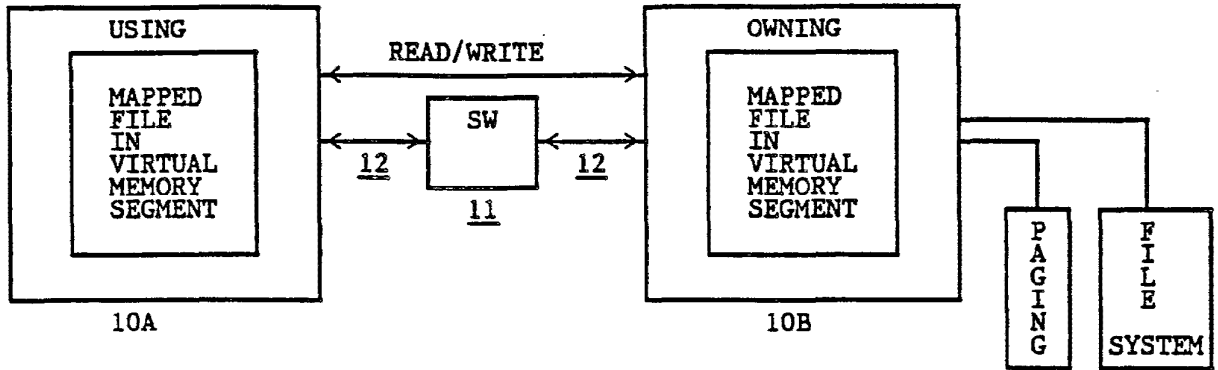 USING
MAPPED
FILE
IN
VIRTUAL
MEMORY
SEGMENT
10A
READ/WRITE
SW
12
12
11
OWNING
MAPPED
FILE
IN
VIRTUAL
MEMORY
SEGMENT
10B
PAGING
FILE
SYSTEM